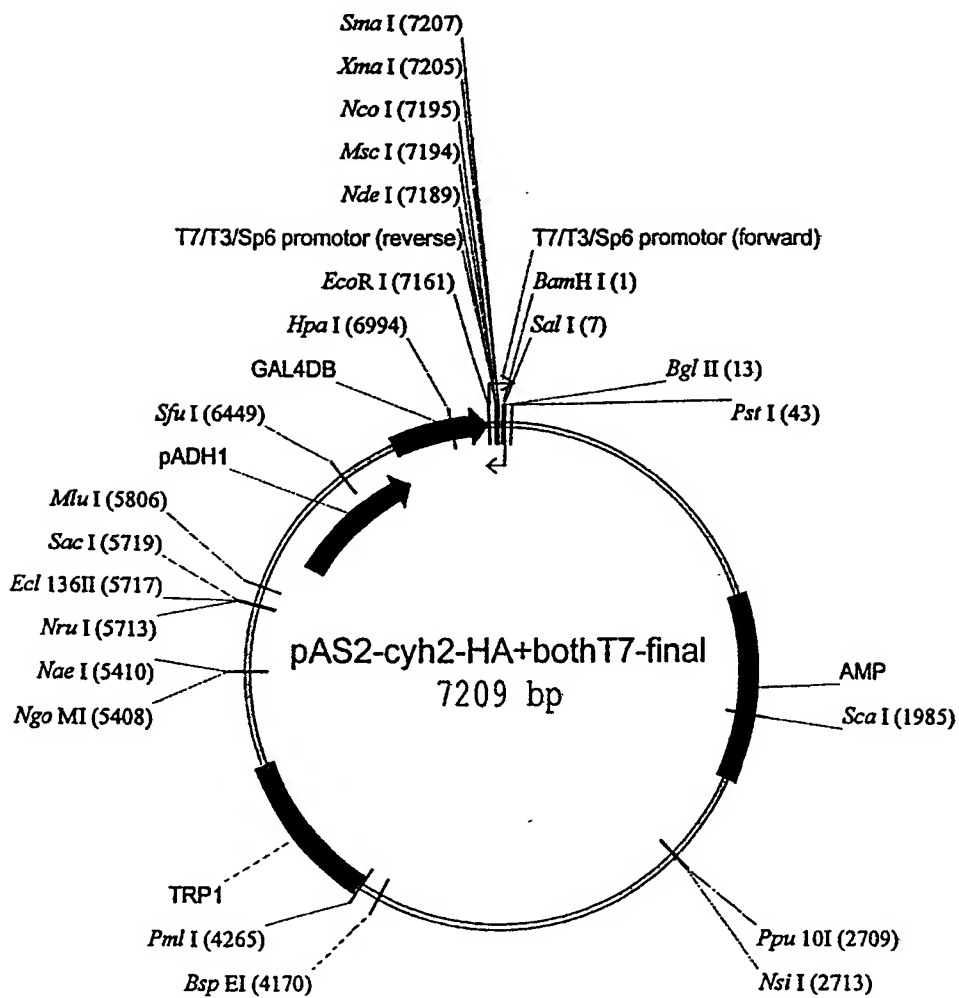 Sma I (7207)
Xma I (7205)
Nco I (7195)
Msc I (7194)
Nde I (7189)
T7/T3/Sp6 promotor (reverse)
T7/T3/Sp6 promotor (forward)
EcoR I (7161)
BamH I (1)
Hpa I (6994)
Sal I (7)
GAL4DB
Bgl II (13)
Sfu I (6449)
Pst I (43)
pADH1
Mlu I (5806)
Sac I (5719)
Ecl 136II (5717)
Nru I (5713)
pAS2-cyh2-HA+bothT7-final
7209 bp
Nae I (5410)
AMP
Ngo MI (5408)
Sca I (1985)
TRP1
Pml I (4265)
Ppu 10I (2709)
Bsp EI (4170)
Nsi I (2713)